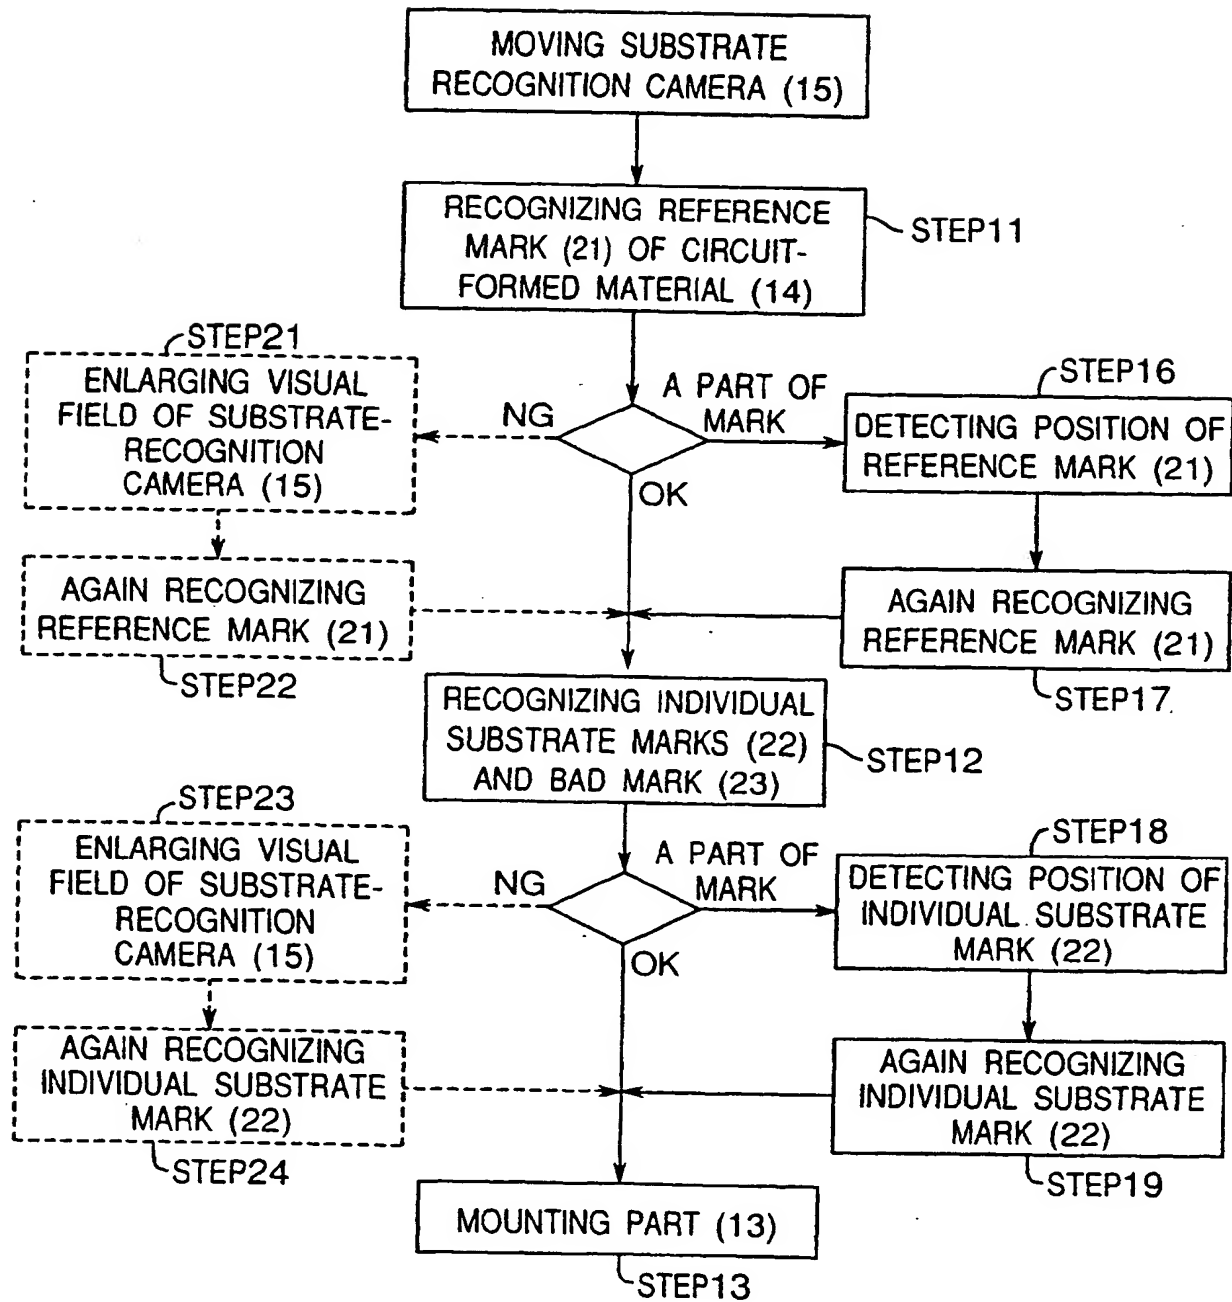 MOVING SUBSTRATE
RECOGNITION CAMERA (15)
RECOGNIZING REFERENCE
MARK (21) OF CIRCUIT-
FORMED MATERIAL (14)
STEP11
STEP21
ENLARGING VISUAL
FIELD OF SUBSTRATE-
RECOGNITION
CAMERA (15)
NG
A PART OF
MARK
OK
STEP16
DETECTING POSITION OF
REFERENCE MARK (21)
AGAIN RECOGNIZING
REFERENCE MARK (21)
STEP22
AGAIN RECOGNIZING
REFERENCE MARK (21)
STEP17
RECOGNIZING INDIVIDUAL
SUBSTRATE MARKS (22)
AND BAD MARK (23)
STEP12
STEP23
ENLARGING VISUAL
FIELD OF SUBSTRATE-
RECOGNITION
CAMERA (15)
NG
A PART OF
MARK
OK
STEP18
DETECTING POSITION OF
INDIVIDUAL SUBSTRATE
MARK (22)
AGAIN RECOGNIZING
INDIVIDUAL SUBSTRATE
MARK (22)
STEP24
AGAIN RECOGNIZING
INDIVIDUAL SUBSTRATE
MARK (22)
STEP19
MOUNTING PART (13)
STEP13